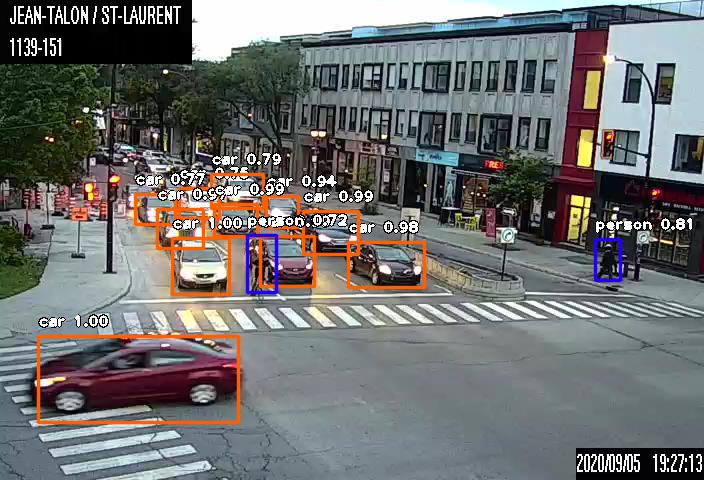 JEAN-TALON / ST-LAURENT
1139-151
car 0.79
car 0.77
car 0.94
car 0.99
car 0.99
car 1.00
person 0.72
car 0.98
person 0.81
FRES
car 1.00
2020/09/05 19:27:13